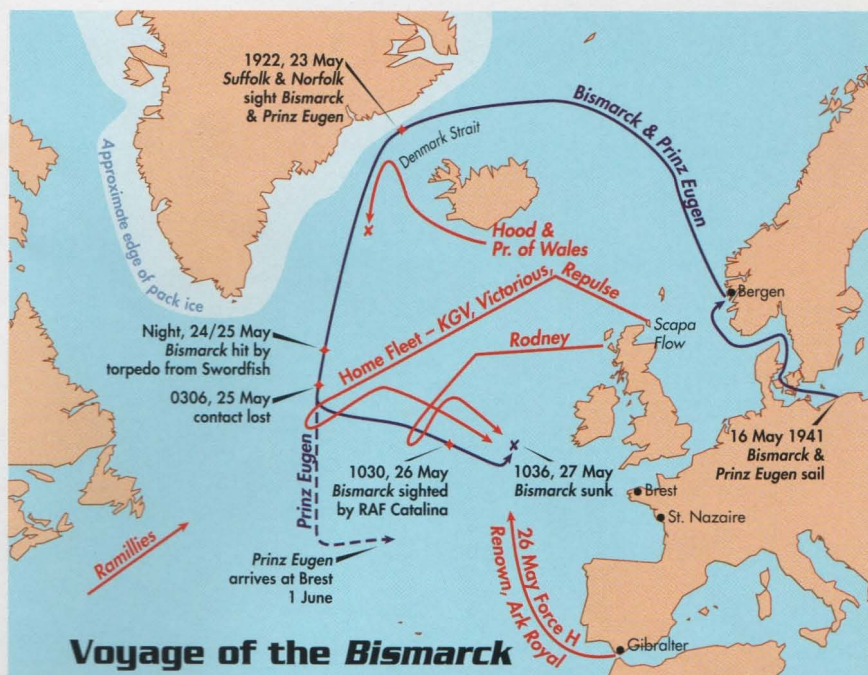 1922, 23 May
Suffolk & Norfolk
sight Bismarck
& Prinz Eugen
Denmark Strait
Bismarck & Prinz Eugen
Approximate edge of pack ice
Hood &
Pr. of Wales
Bergen
Home Fleet – KGV, Victorious, Repulse
Scapa
Flow
Rodney
Night, 24/25 May
Bismarck hit by
torpedo from Swordfish
0306, 25 May
contact lost
16 May 1941
Bismarck &
Prinz Eugen sail
Prinz Eugen
1030, 26 May
Bismarck sighted
by RAF Catalina
1036, 27 May
Bismarck sunk
Brest
St. Nazaire
Ramillies
Prinz Eugen
arrives at Brest
1 June
26 May Force H
Renown, Ark Royal
Gibralter
Voyage of the Bismarck